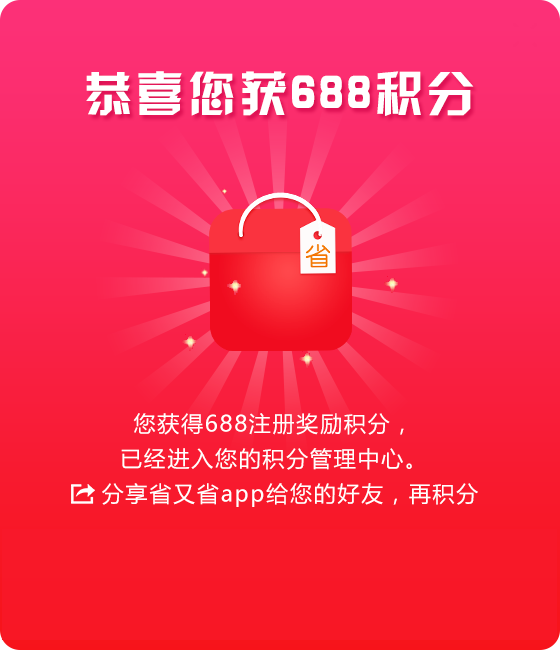 恭喜您获688积分
省
您获得688注册奖励积分，
已经进入您的积分管理中心。
分享省又省app给您的好友，再积分